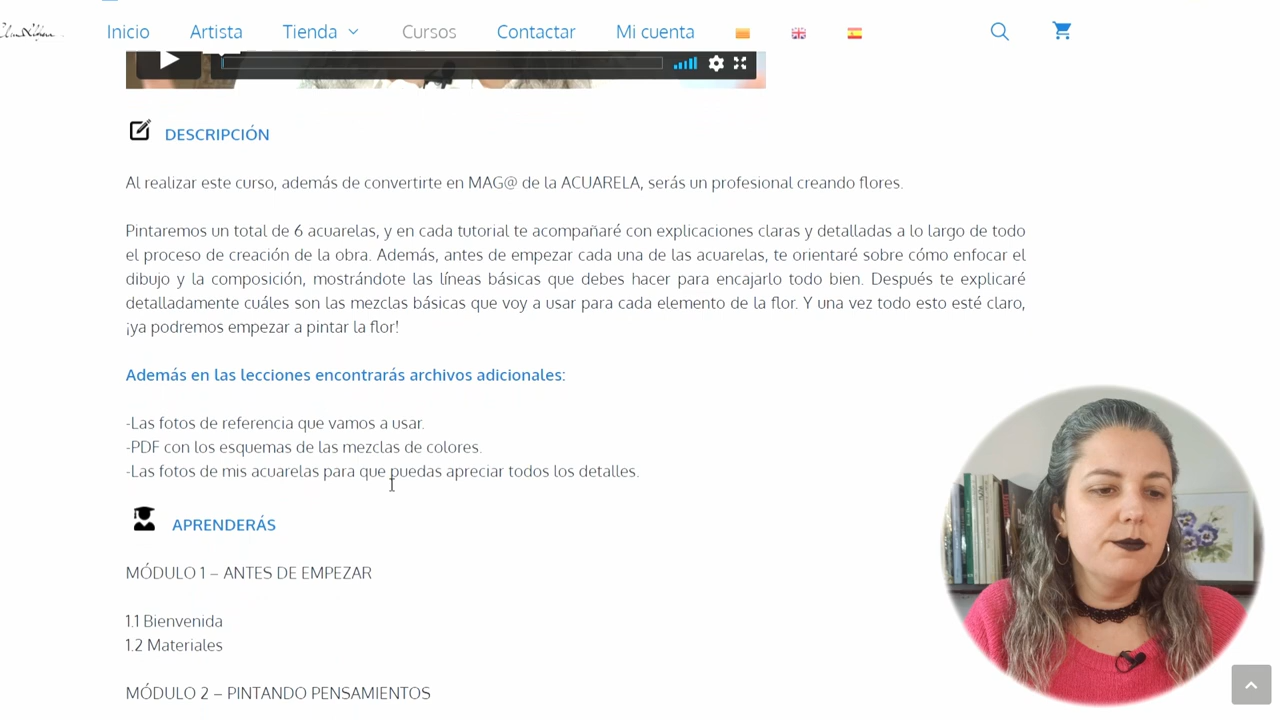 Inicio Artista Tienda Cursos Contactar Mi cuenta
DESCRIPCIÓN
Al realizar este curso, además de convertirte en MAG@ de la ACUARELA, serás un profesional creando flores.
Pintaremos un total de 6 acuarelas, y en cada tutorial te acompañaré con explicaciones claras y detalladas a lo largo de todo
el proceso de creación de la obra. Además, antes de empezar cada una de las acuarelas, te orientaré sobre cómo enfocar el
dibujo y la composición, mostrándote las líneas básicas que debes hacer para encajarlo todo bien. Después te explicaré
detalladamente cuáles son las mezclas básicas que voy a usar para cada elemento de la flor. Y una vez todo esto esté claro,
¡ya podremos empezar a pintar la flor!
Además en las lecciones encontrarás archivos adicionales:
-Las fotos de referencia que vamos a usar.
-PDF con los esquemas de las mezclas de colores.
-Las fotos de mis acuarelas para que puedas apreciar todos los detalles.
APRENDERÁS
MÓDULO 1 – ANTES DE EMPEZAR
1.1 Bienvenida
1.2 Materiales
MÓDULO 2 – PINTANDO PENSAMIENTOS